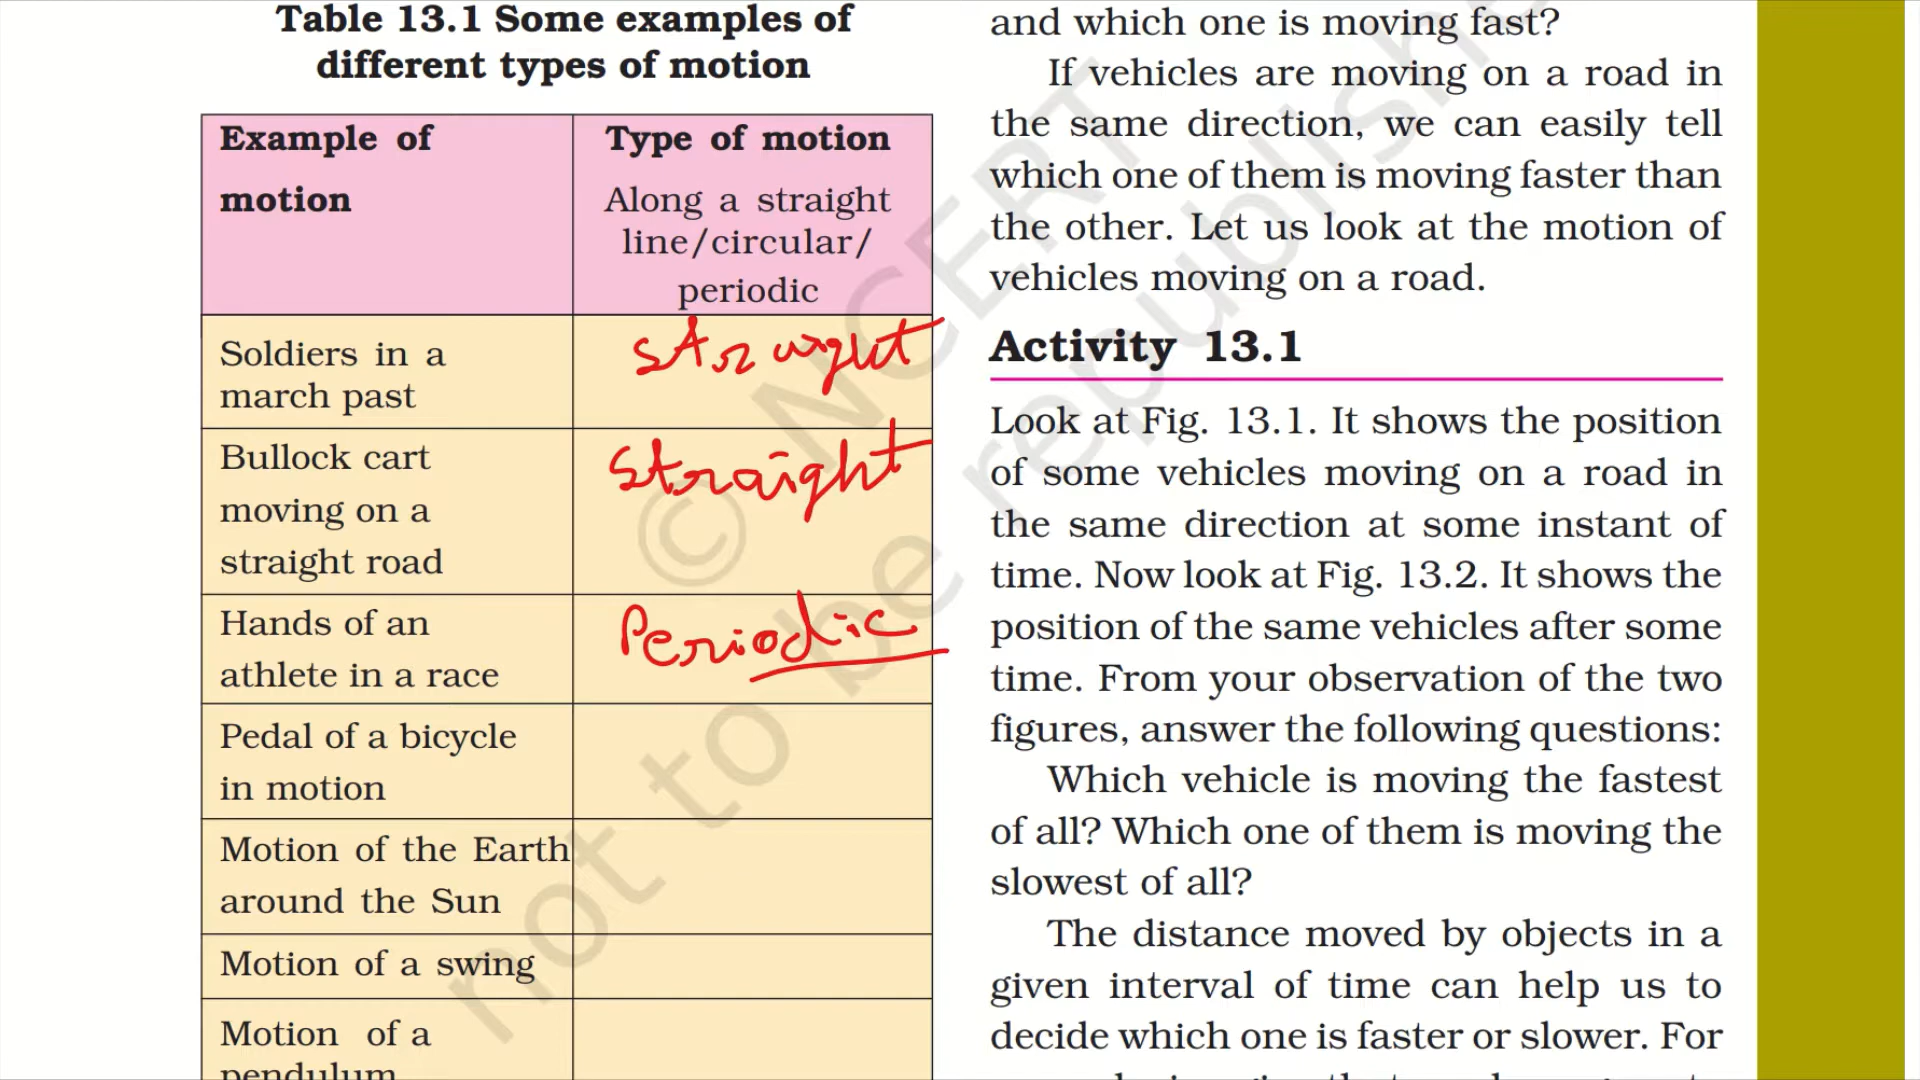 Table 13.1 Some examples of
different types of motion
Example of
motion
Type of motion
Along a straight
line/circular/
periodic
Soldiers in a
march past
straight
Bullock cart
moving on a
straight road
Straight
Hands of an
athlete in a race
Periodic
Pedal of a bicycle
in motion
Motion of the Earth
around the Sun
Motion of a swing
Motion of a
pendulum
and which one is moving fast?
If vehicles are moving on a road in
the same direction, we can easily tell
which one of them is moving faster than
the other. Let us look at the motion of
vehicles moving on a road.
Activity 13.1
Look at Fig. 13.1. It shows the position
of some vehicles moving on a road in
the same direction at some instant of
time. Now look at Fig. 13.2. It shows the
position of the same vehicles after some
time. From your observation of the two
figures, answer the following questions:
Which vehicle is moving the fastest
of all? Which one of them is moving the
slowest of all?
The distance moved by objects in a
given interval of time can help us to
decide which one is faster or slower. For
© NCERT
not to be republishe